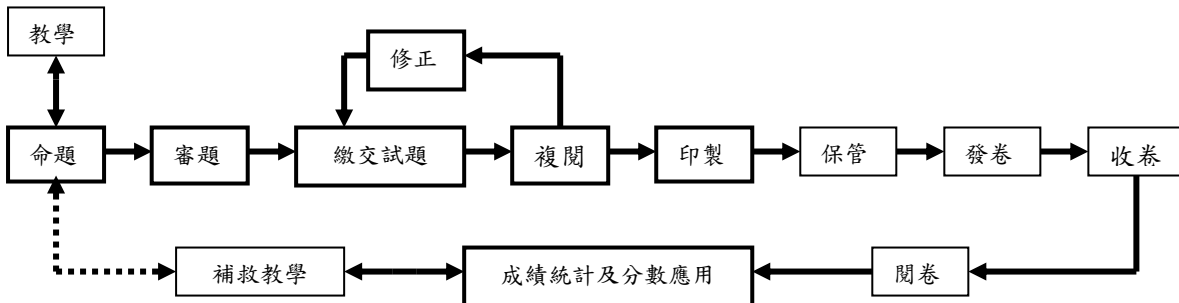 教學
修正
命題
審題
繳交試題
複閱
印製
保管
發卷
收卷
補救教學
成績統計及分數應用
閱卷